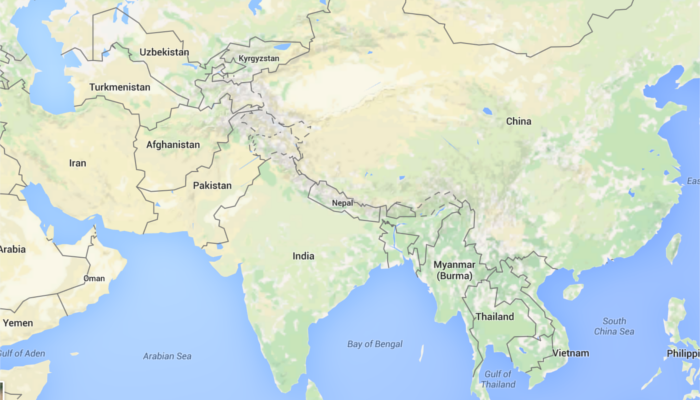 Uzbekistan
Kyrgyzstan
Turkmenistan
China
Afghanistan
Iran
Pakistan
Eas
Nepal
Arabia
India
Oman
Myanmar
(Burma)
Yemen
Thailand
South
China Sea
Bay of Bengal
Gulf of Aden
Arabian Sea
Vietnam
Philippi
Gulf of
Thailand